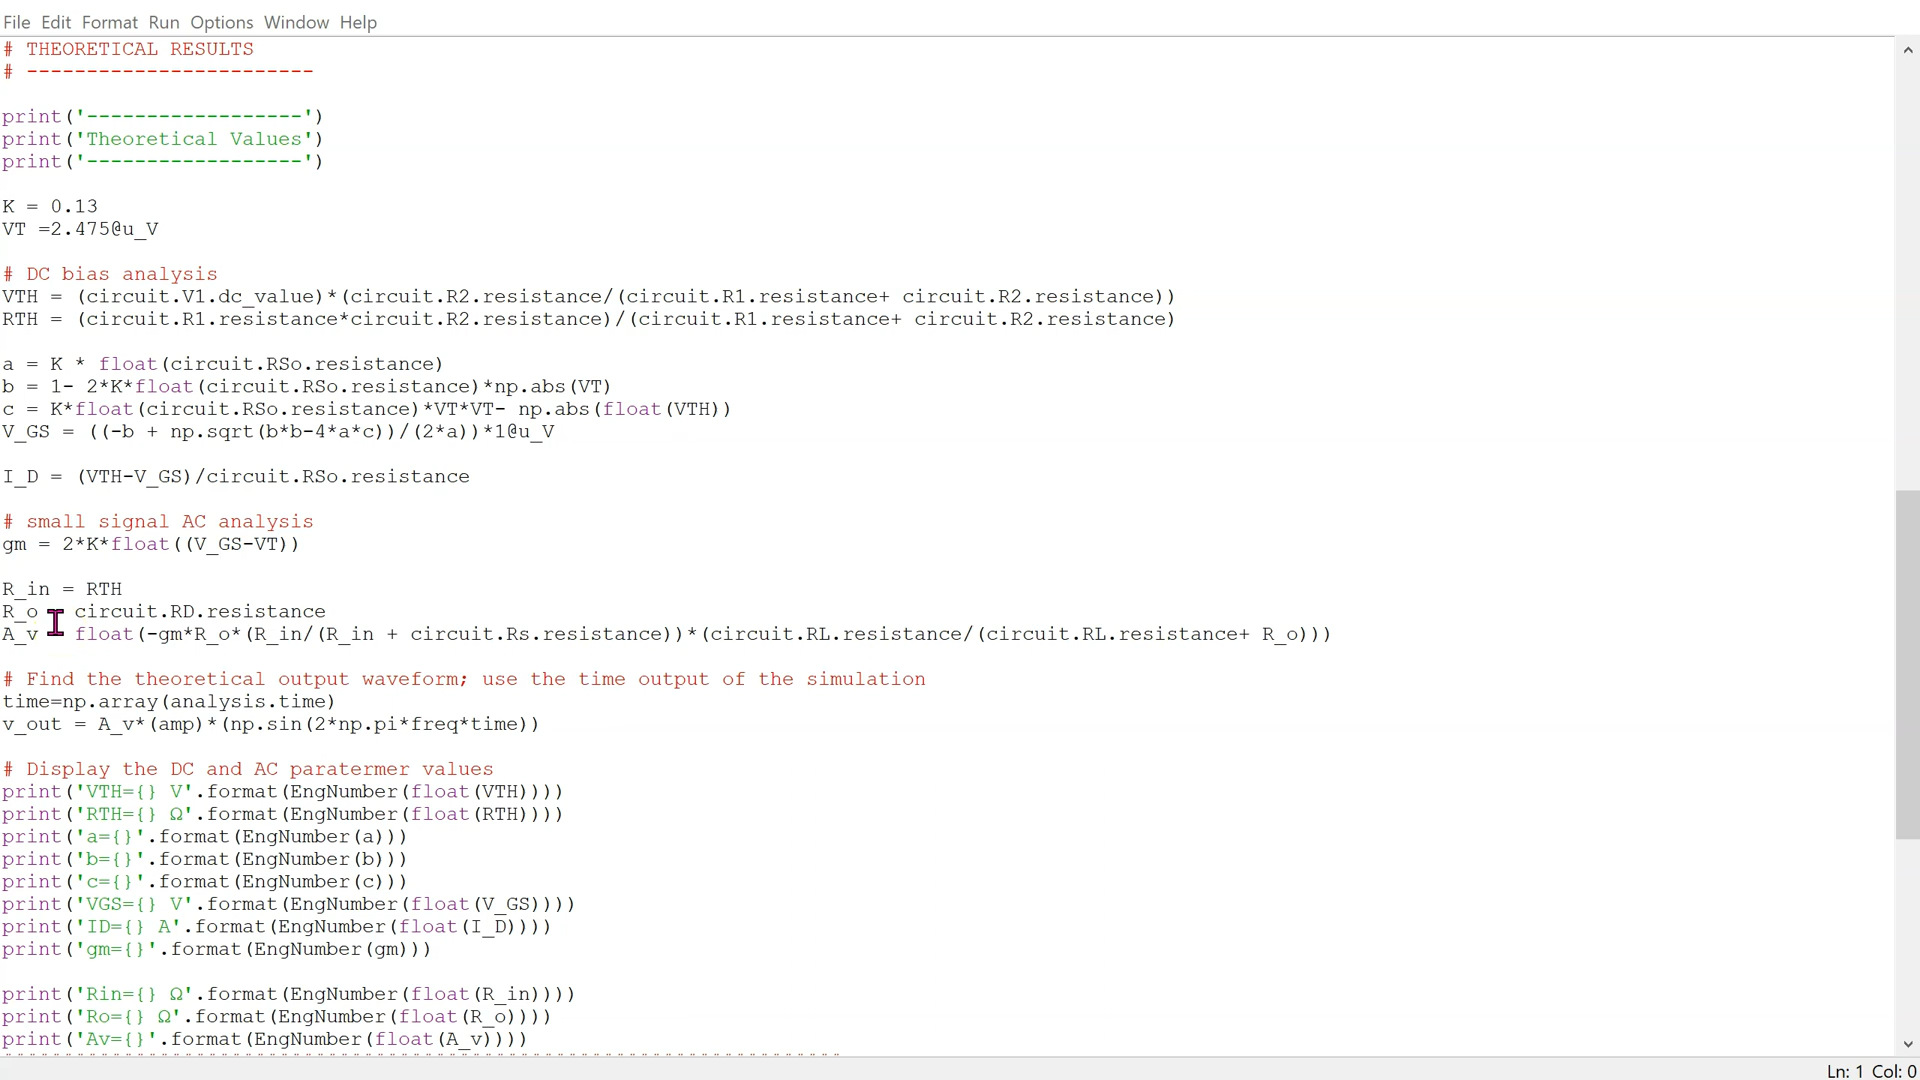 File Edit Format Run Options Window Help
# THEORETICAL RESULTS
# ------------------------
print('------------------')
print('Theoretical Values')
print('------------------')
K = 0.13
VT =2.475@u_V
# DC bias analysis
VTH = (circuit.V1.dc_value)*(circuit.R2.resistance/(circuit.R1.resistance+ circuit.R2.resistance))
RTH = (circuit.R1.resistance*circuit.R2.resistance)/(circuit.R1.resistance+ circuit.R2.resistance)
a = K * float(circuit.RSo.resistance)
b = 1- 2*K*float(circuit.RSo.resistance)*np.abs(VT)
c = K*float(circuit.RSo.resistance)*VT*VT- np.abs(float(VTH))
V_GS = ((-b + np.sqrt(b*b-4*a*c))/(2*a))*1@u_V
I_D = (VTH-V_GS)/circuit.RSo.resistance
# small signal AC analysis
gm = 2*K*float((V_GS-VT))
R_in = RTH
R_o circuit.RD.resistance
A_v float(-gm*R_o*(R_in/(R_in + circuit.Rs.resistance))*(circuit.RL.resistance/(circuit.RL.resistance+ R_o)))
# Find the theoretical output waveform; use the time output of the simulation
time=np.array(analysis.time)
v_out = A_v*(amp)*(np.sin(2*np.pi*freq*time))
# Display the DC and AC paratermer values
print('VTH={} V'.format(EngNumber(float(VTH))))
print('RTH={} Ω'.format(EngNumber(float(RTH))))
print('a={}'.format(EngNumber(a)))
print('b={}'.format(EngNumber(b)))
print('c={}'.format(EngNumber(c)))
print('VGS={} V'.format(EngNumber(float(V_GS))))
print('ID={} A'.format(EngNumber(float(I_D))))
print('gm={}'.format(EngNumber(gm)))
print('Rin={} Ω'.format(EngNumber(float(R_in))))
print('Ro={} Ω'.format(EngNumber(float(R_o))))
print('Av={}'.format(EngNumber(float(A_v))))
Ln: 1 Col: 0